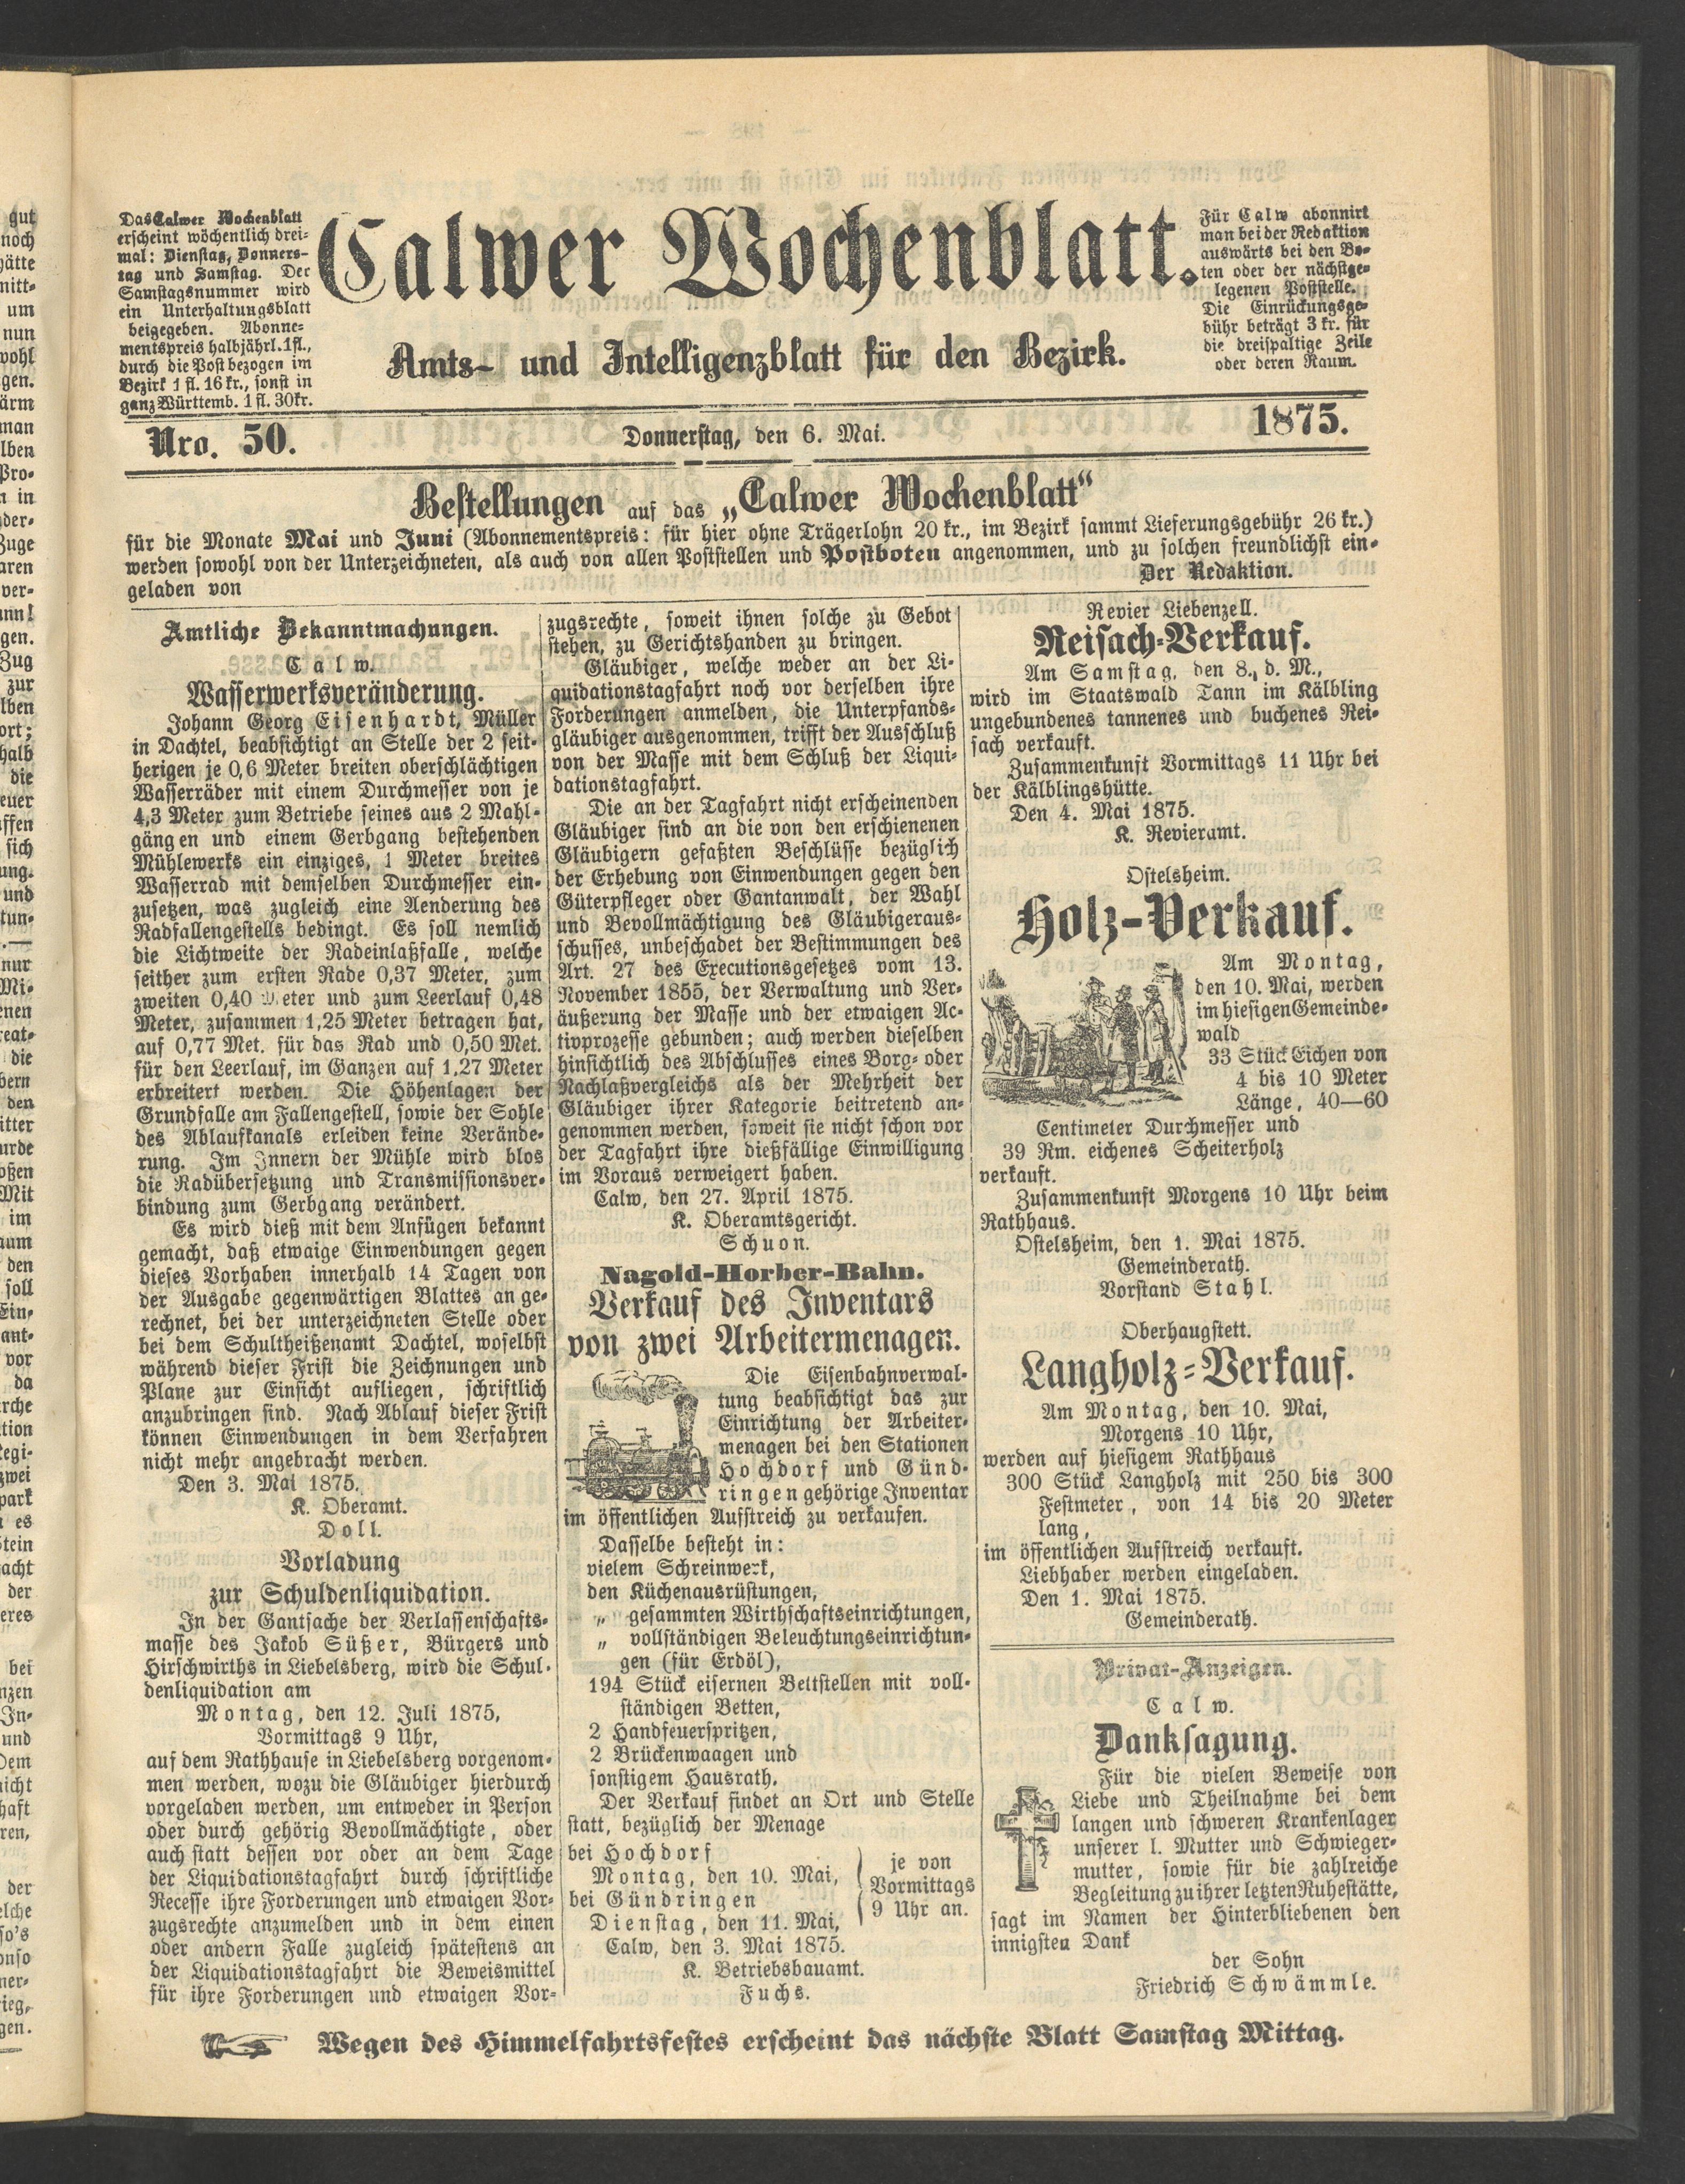 Das Calwer Wochenblatt
erscheint wöchentlich drei-
mal: Dienstag, Donners-
tag und Samstag. Der
Samstagsnummer wird
ein Unterhaltungsblatt
beigegeben. Abonne-
mentspreis halbjährl. 1 fl.,
durch die Post bezogen im
Bezirk 1 fl. 16 kr., sonst in
ganz Württemb. 1 fl. 30 kr.
Calwer Wochenblatt.
Amts- und Intelligenzblatt für den Bezirk.
Für Calw abonnirt
man bei der Redaktion
auswärts bei den Bo-
ten oder der nächstge-
legenen Poststelle.
Die Einrückungsge-
bühr beträgt 3 kr. für
die dreispaltige Zeile
oder deren Raum.
Nro. 50.
Donnerstag, den 6. Mai.
1875.
Bestellungen auf das „Calwer Wochenblatt“
für die Monate Mai und Juni (Abonnementspreis: für hier ohne Trägerlohn 20 kr., im Bezirk sammt Lieferungsgebühr 26 kr.)
werden sowohl von der Unterzeichneten, als auch von allen Poststellen und Postboten angenommen, und zu solchen freundlichst ein-
geladen von
Der Redaktion.
Amtliche Bekanntmachungen.
Calw.
Wasserwerksveränderung.
Johann Georg Eisenhardt, Müller
in Dachtel, beabsichtigt an Stelle der 2 seit-
herigen je 0,6 Meter breiten oberschlächtigen
Wasserräder mit einem Durchmesser von je
4,3 Meter zum Betriebe seines aus 2 Mahl-
gängen und einem Gerbgang bestehenden
Mühlewerks ein einziges, 1 Meter breites
Wasserrad mit demselben Durchmesser ein-
zusetzen, was zugleich eine Aenderung des
Radfallengestells bedingt. Es soll nemlich
die Lichtweite der Radeinlaßfalle, welche
seither zum ersten Rade 0,37 Meter, zum
zweiten 0,40 Meter und zum Leerlauf 0,48
Meter, zusammen 1,25 Meter betragen hat,
auf 0,77 Met. für das Rad und 0,50 Met.
für den Leerlauf, im Ganzen auf 1,27 Meter
erbreitert werden. Die Höhenlagen der
Grundfalle am Fallengestell, sowie der Sohle
des Ablaufkanals erleiden keine Verände-
rung. Im Innern der Mühle wird blos
die Radübersetzung und Transmissionsver-
bindung zum Gerbgang verändert.
Es wird dieß mit dem Anfügen bekannt
gemacht, daß etwaige Einwendungen gegen
dieses Vorhaben innerhalb 14 Tagen von
der Ausgabe gegenwärtigen Blattes an ge-
rechnet, bei der unterzeichneten Stelle oder
bei dem Schultheißenamt Dachtel, woselbst
während dieser Frist die Zeichnungen und
Plane zur Einsicht aufliegen, schriftlich
anzubringen sind. Nach Ablauf dieser Frist
können Einwendungen in dem Verfahren
nicht mehr angebracht werden.
Den 3. Mai 1875.
K. Oberamt.
Doll.
Vorladung
zur Schuldenliquidation.
In der Gantsache der Verlassenschafts-
masse des Jakob Süßer, Bürgers und
Hirschwirths in Liebelsberg, wird die Schul-
denliquidation am
Montag, den 12. Juli 1875,
Vormittags 9 Uhr,
auf dem Rathhause in Liebelsberg vorgenom-
men werden, wozu die Gläubiger hierdurch
vorgeladen werden, um entweder in Person
oder durch gehörig Bevollmächtigte, oder
auch statt dessen vor oder an dem Tage
der Liquidationstagfahrt durch schriftliche
Recesse ihre Forderungen und etwaigen Vor-
zugsrechte anzumelden und in dem einen
oder andern Falle zugleich spätestens an
der Liquidationstagfahrt die Beweismittel
für ihre Forderungen und etwaigen Vor-
zugsrechte, soweit ihnen solche zu Gebot
stehen, zu Gerichtshanden zu bringen.
Gläubiger, welche weder an der Li-
quidationstagfahrt noch vor derselben ihre
Forderungen anmelden, die Unterpfands-
gläubiger ausgenommen, trifft der Ausschluß
von der Masse mit dem Schluß der Liqui-
dationstagfahrt.
Die an der Tagfahrt nicht erscheinenden
Gläubiger sind an die von den erschienenen
Gläubigern gefaßten Beschlüsse bezüglich
der Erhebung von Einwendungen gegen den
Güterpfleger oder Gantanwalt, der Wahl
und Bevollmächtigung des Gläubigeraus-
schusses, unbeschadet der Bestimmungen des
Art. 27 des Executionsgesetzes vom 13.
November 1855, der Verwaltung und Ver-
äußerung der Masse und der etwaigen Ac-
tivprozesse gebunden; auch werden dieselben
hinsichtlich des Abschlusses eines Borg- oder
Nachlaßvergleichs als der Mehrheit der
Gläubiger ihrer Kategorie beitretend an-
genommen werden, soweit sie nicht schon vor
der Tagfahrt ihre dießfällige Einwilligung
im Voraus verweigert haben.
Calw, den 27. April 1875.
K. Oberamtsgericht.
Schuon.
Nagold-Horber-Bahn.
Verkauf des Inventars
von zwei Arbeitermenagen.
Die Eisenbahnverwal-
tung beabsichtigt das zur
Einrichtung der Arbeiter-
menagen bei den Stationen
Hochdorf und Günd-
ringen gehörige Inventar
im öffentlichen Aufstreich zu verkaufen.
Dasselbe besteht in:
vielem Schreinwerk,
den Küchenausrüstungen,
„ gesammten Wirthschaftseinrichtungen,
„ vollständigen Beleuchtungseinrichtun-
gen (für Erdöl),
194 Stück eisernen Bettstellen mit voll-
ständigen Betten,
2 Handfeuerspritzen,
2 Brückenwaagen und
sonstigem Hausrath.
Der Verkauf findet an Ort und Stelle
statt, bezüglich der Menage
bei Hochdorf
Montag, den 10. Mai,
bei Gündringen
Dienstag, den 11. Mai,
je von
Vormittags
9 Uhr an.
Calw, den 3. Mai 1875.
K. Betriebsbauamt.
Fuchs.
Revier Liebenzell.
Reisach-Verkauf.
Am Samstag, den 8. d. M.,
wird im Staatswald Tann im Kälbling
ungebundenes tannenes und buchenes Rei-
sach verkauft.
Zusammenkunft Vormittags 11 Uhr bei
der Kälblingshütte.
Den 4. Mai 1875.
K. Revieramt.
Ostelsheim.
Holz-Verkauf.
Am Montag,
den 10. Mai, werden
im hiesigen Gemeinde-
wald
33 Stück Eichen von
4 bis 10 Meter
Länge, 40—60
Centimeter Durchmesser und
39 Rm. eichenes Scheiterholz
verkauft.
Zusammenkunft Morgens 10 Uhr beim
Rathhaus.
Ostelsheim, den 1. Mai 1875.
Gemeinderath.
Vorstand Stahl.
Oberhaugstett.
Langholz-Verkauf.
Am Montag, den 10. Mai,
Morgens 10 Uhr,
werden auf hiesigem Rathhaus
300 Stück Langholz mit 250 bis 300
Festmeter, von 14 bis 20 Meter
lang,
im öffentlichen Aufstreich verkauft.
Liebhaber werden eingeladen.
Den 1. Mai 1875.
Gemeinderath.
Privat-Anzeigen.
Calw.
Danksagung.
Für die vielen Beweise von
Liebe und Theilnahme bei dem
langen und schweren Krankenlager
unserer l. Mutter und Schwieger-
mutter, sowie für die zahlreiche
Begleitung zu ihrer letzten Ruhestätte,
sagt im Namen der Hinterbliebenen den
innigsten Dank
der Sohn
Friedrich Schwämmle.
Wegen des Himmelfahrtsfestes erscheint das nächste Blatt Samstag Mittag.